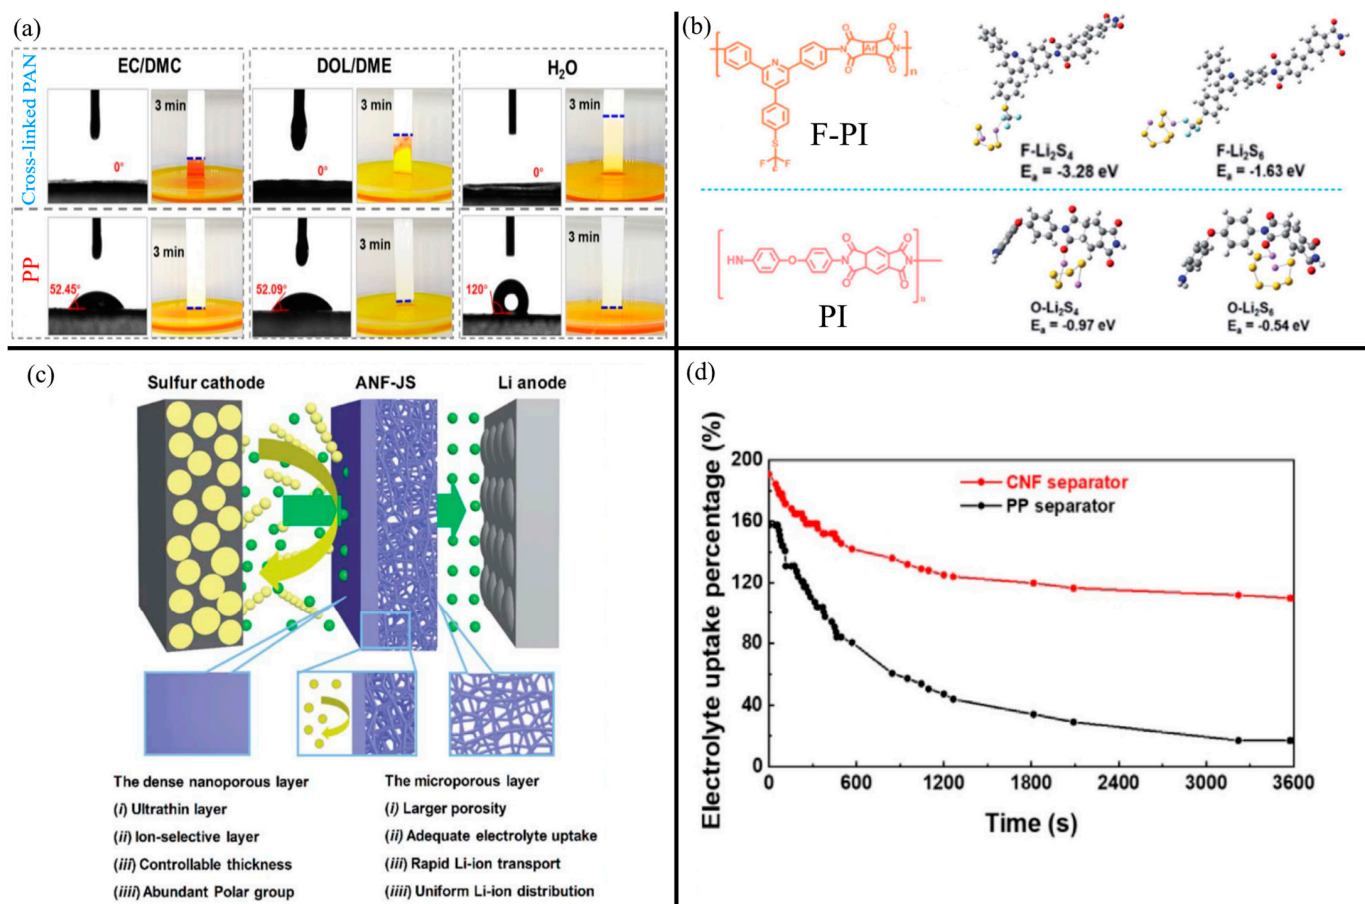 (a)
EC/DMC
DOL/DME
H₂O
Cross-linked PAN
3 min
0°
3 min
0°
3 min
0°
PP
3 min
52.45°
3 min
52.09°
3 min
120°
(b)
N
O
O
Ar
O
O
N
N
n
S
F
F
F
F-PI
F-Li₂S₄
Eₐ = -3.28 eV
F-Li₂S₆
Eₐ = -1.63 eV
HN
O
N
O
O
O
O
N
n
PI
O-Li₂S₄
Eₐ = -0.97 eV
O-Li₂S₆
Eₐ = -0.54 eV
(c)
Sulfur cathode
ANF-JS
Li anode
The dense nanoporous layer
(i) Ultrathin layer
(ii) Ion-selective layer
(iii) Controllable thickness
(iiii) Abundant Polar group
The microporous layer
(i) Larger porosity
(ii) Adequate electrolyte uptake
(iii) Rapid Li-ion transport
(iiii) Uniform Li-ion distribution
(d)
Electrolyte uptake percentage (%)
200
160
120
80
40
0
CNF separator
PP separator
0
600
1200
1800
2400
3000
3600
Time (s)